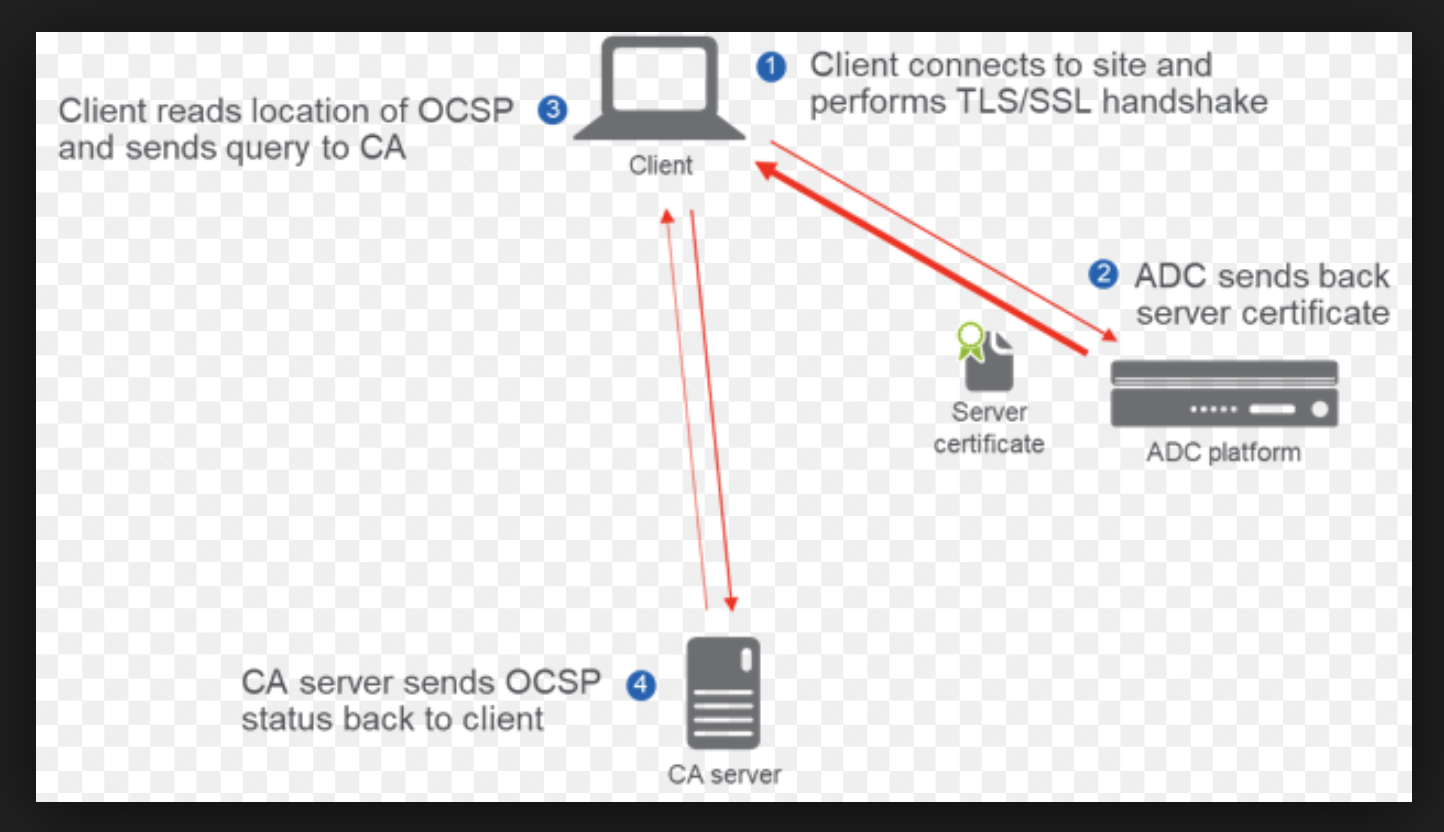 1 Client connects to site and
performs TLS/SSL handshake
Client reads location of OCSP 3
and sends query to CA
Client
2 ADC sends back
server certificate
Server
certificate
ADC platform
CA server sends OCSP 4
status back to client
CA server